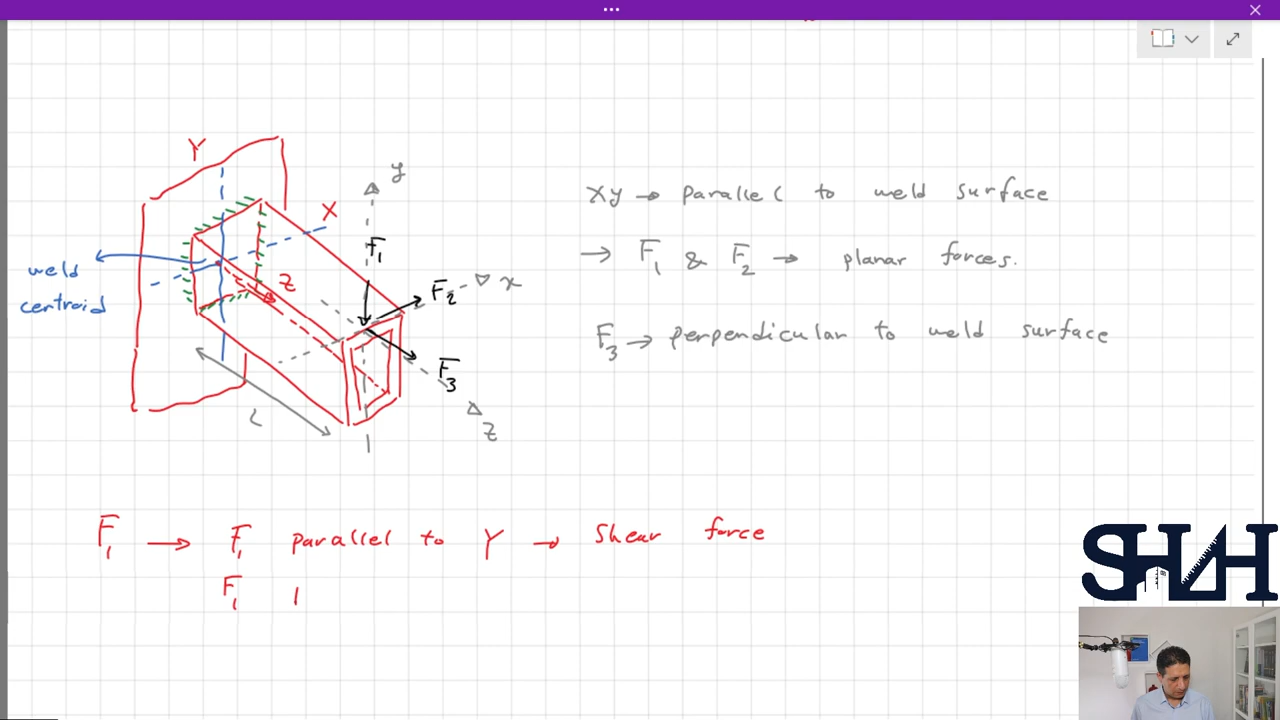 Y
y
X
F1
xy → parallel to weld surface
→ F1 & F2 → planar forces.
F3 → perpendicular to weld surface
weld
centroid
Z
F2
x
F3
L
z
F1 → F1 parallel to Y → Shear force
F1
SHLH